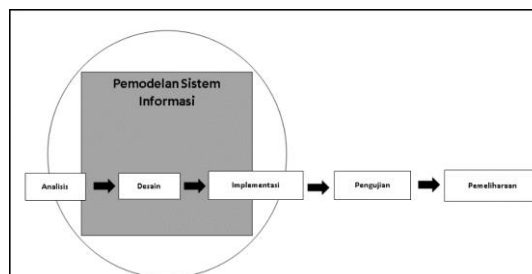 Pemodelan Sistem
Informasi
Analisis
Desain
Implementasi
Pengujian
Pemeliharaan